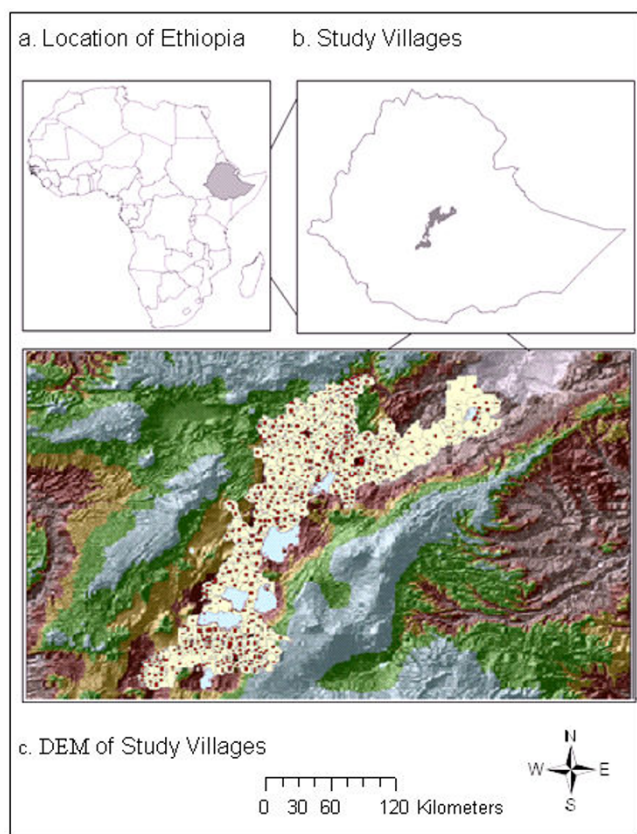 a. Location of Ethiopia
b. Study Villages
c. DEM of Study Villages
N
W E
S
0 30 60 120 Kilometers